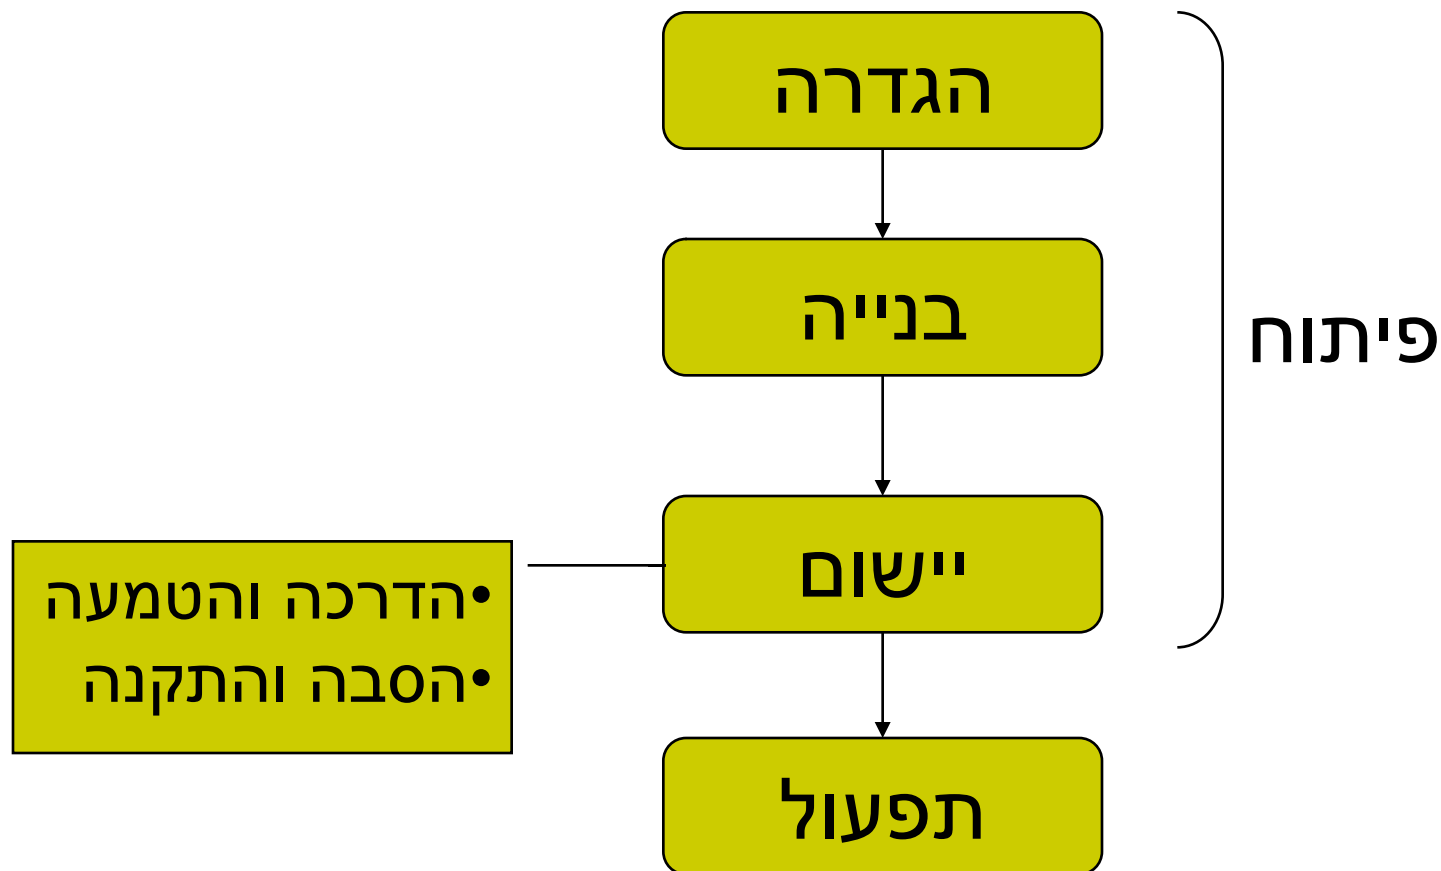 הגדרה
בנייה
פיתוח
יישום
•הדרכה והטמעה
•הסבה והתקנה
תפעול